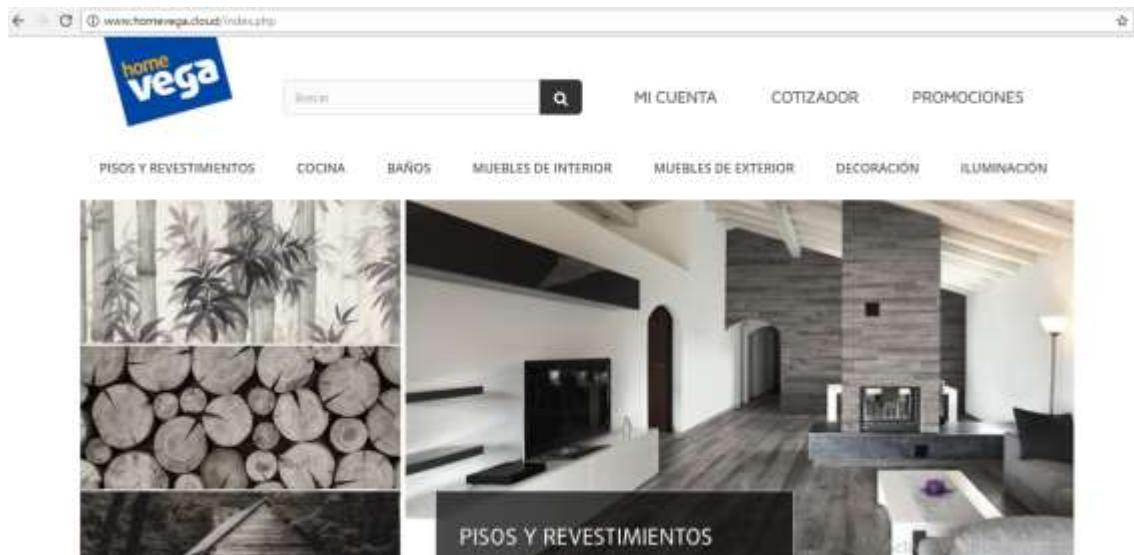 www.homevega.cloud/index.php
home
vega
Buscar
MI CUENTA
COTIZADOR
PROMOCIONES
PISOS Y REVESTIMIENTOS
COCINA
BAÑOS
MUEBLES DE INTERIOR
MUEBLES DE EXTERIOR
DECORACIÓN
ILUMINACIÓN
PISOS Y REVESTIMIENTOS